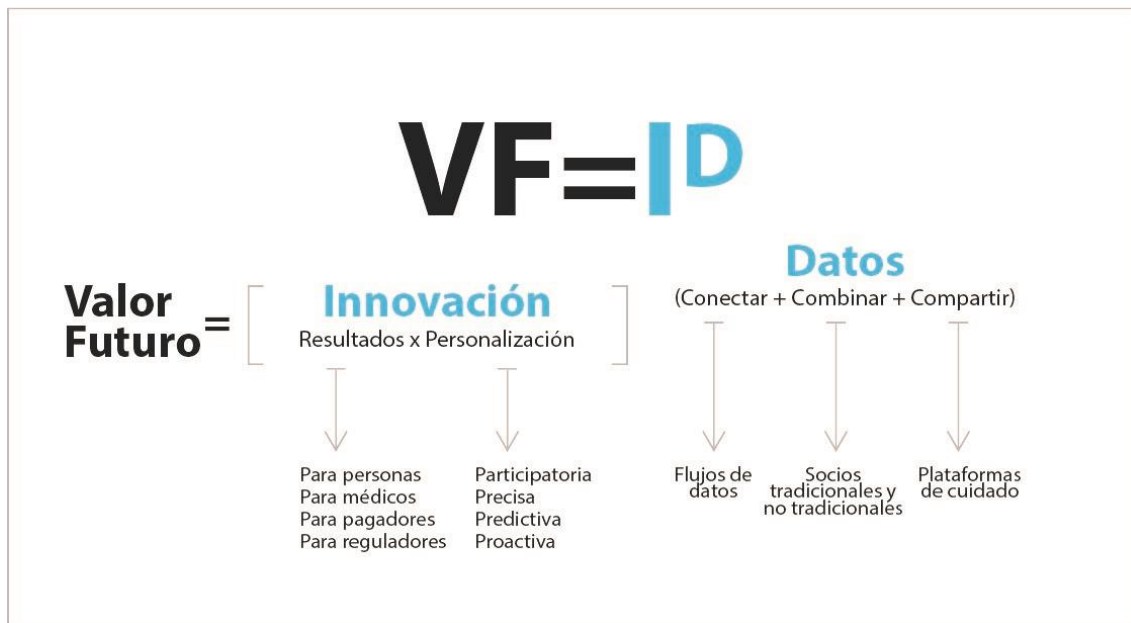 VF=I^D
Datos
(Conectar + Combinar + Compartir)
Valor
Futuro
=
Innovación
Resultados x Personalización
Para personas
Para médicos
Para pagadores
Para reguladores
Participatoria
Precisa
Predictiva
Proactiva
Flujos de
datos
Socios
tradicionales y
no tradicionales
Plataformas
de cuidado